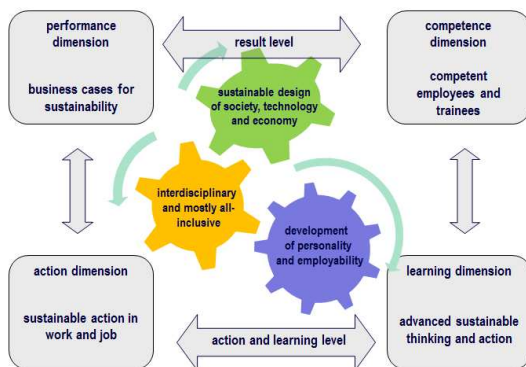 performance
dimension
business cases for
sustainability
result level
competence
dimension
competent
employees and
trainees
sustainable design
of society, technology
and economy
interdisciplinary
and mostly all-
inclusive
development
of personality
and employability
action dimension
sustainable action in
work and job
action and learning level
learning dimension
advanced sustainable
thinking and action